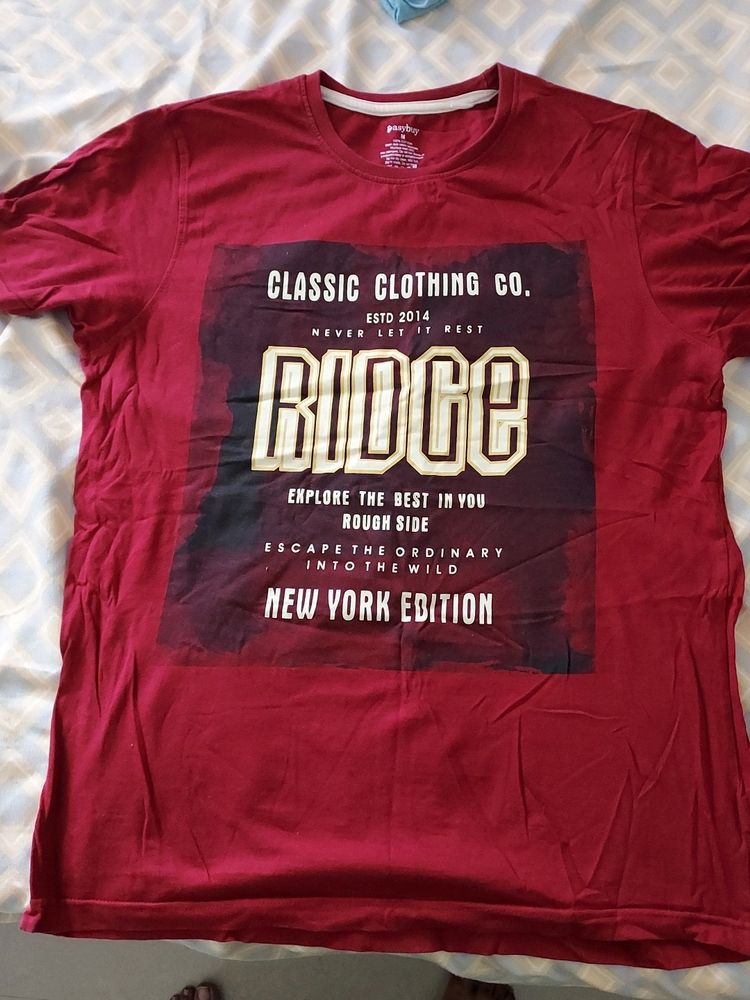 easybuy
M
CLASSIC CLOTHING CO.
ESTD 2014
NEVER LET IT REST
RIDGE
EXPLORE THE BEST IN YOU
ROUGH SIDE
ESCAPE THE ORDINARY
INTO THE WILD
NEW YORK EDITION